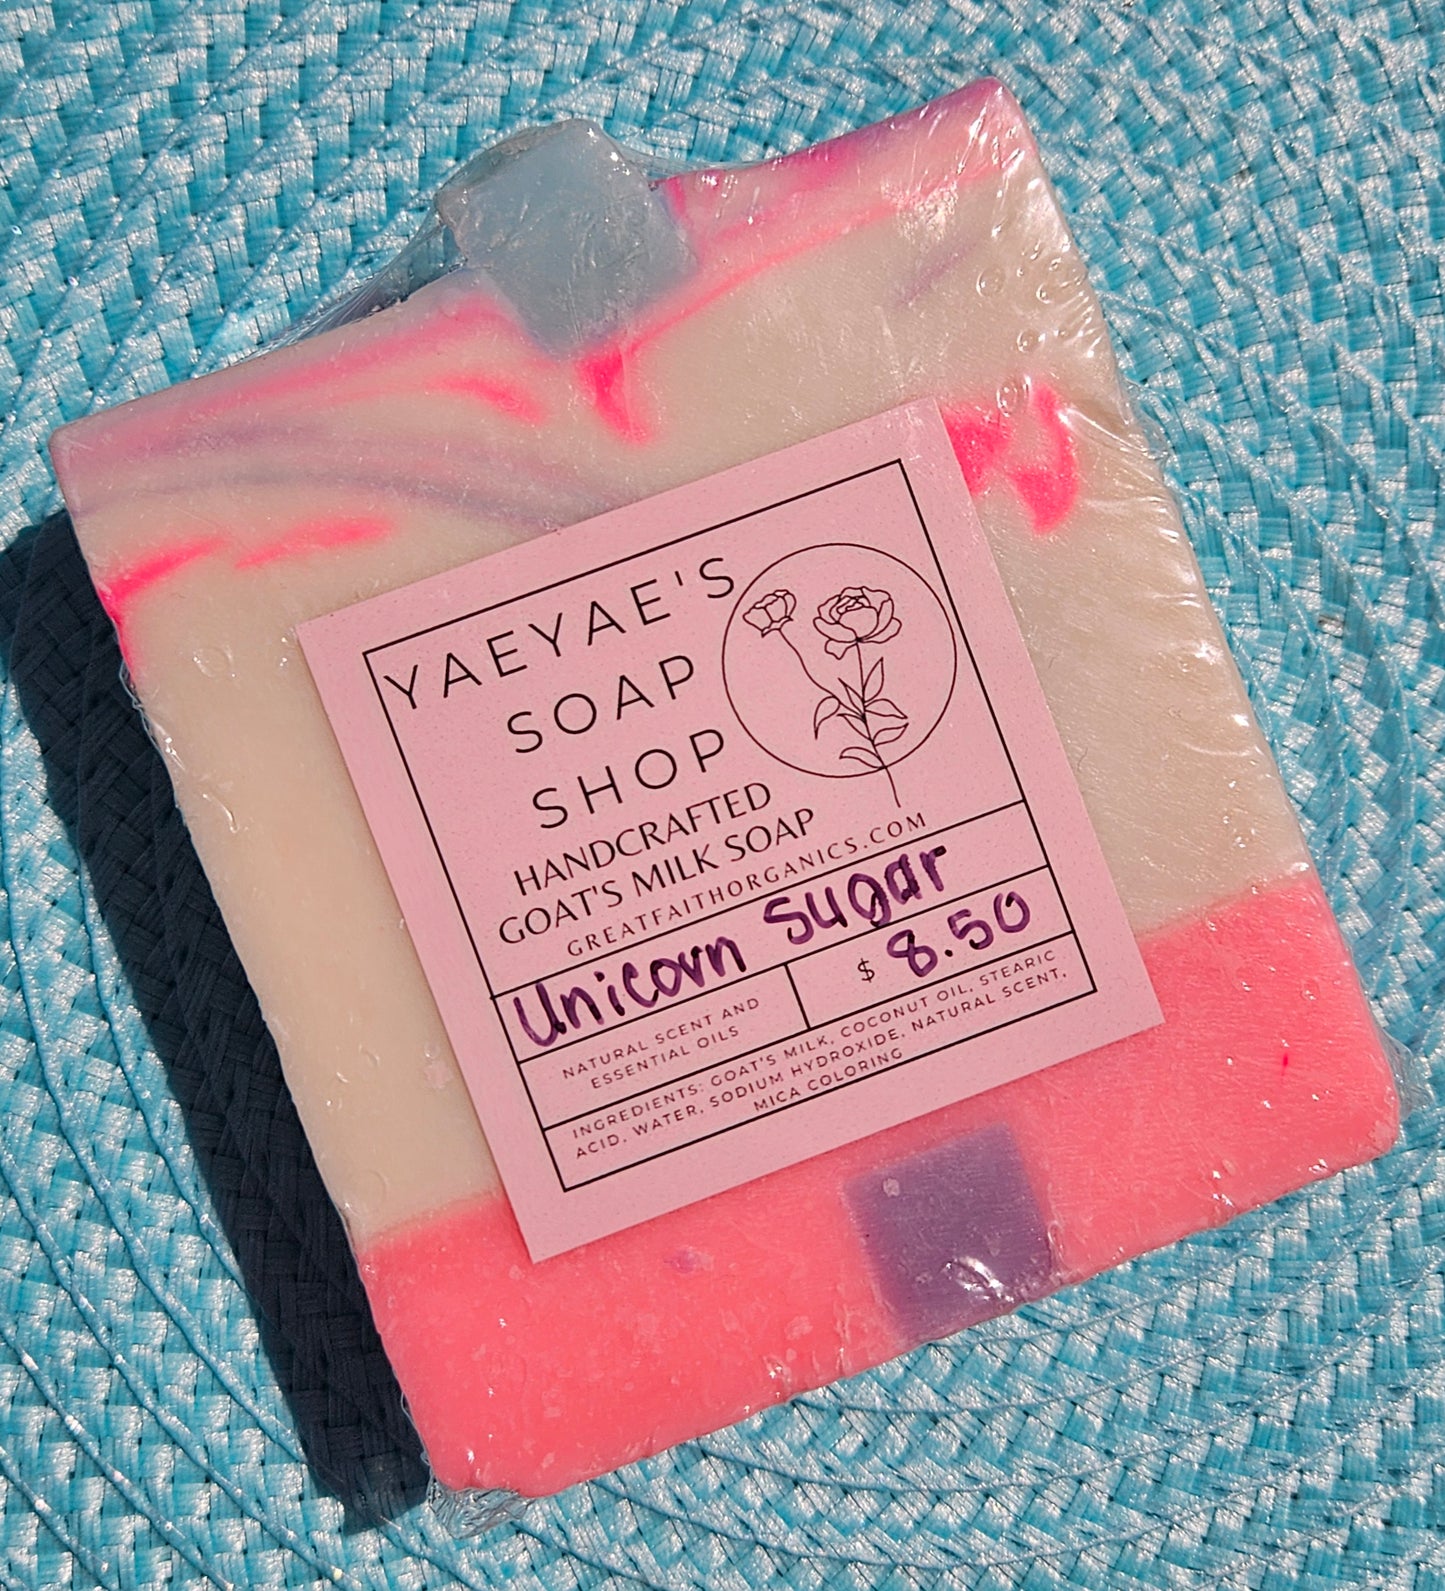 YAEYAE'S
SOAP
SHOP
HANDCRAFTED
GOAT'S MILK SOAP
GREATFAITHORGANICS.COM
Unicorn Sugar
NATURAL SCENT AND
ESSENTIAL OILS
$ 8.50
INGREDIENTS: GOAT'S MILK, COCONUT OIL, STEARIC
ACID, WATER, SODIUM HYDROXIDE, NATURAL SCENT,
MICA COLORING